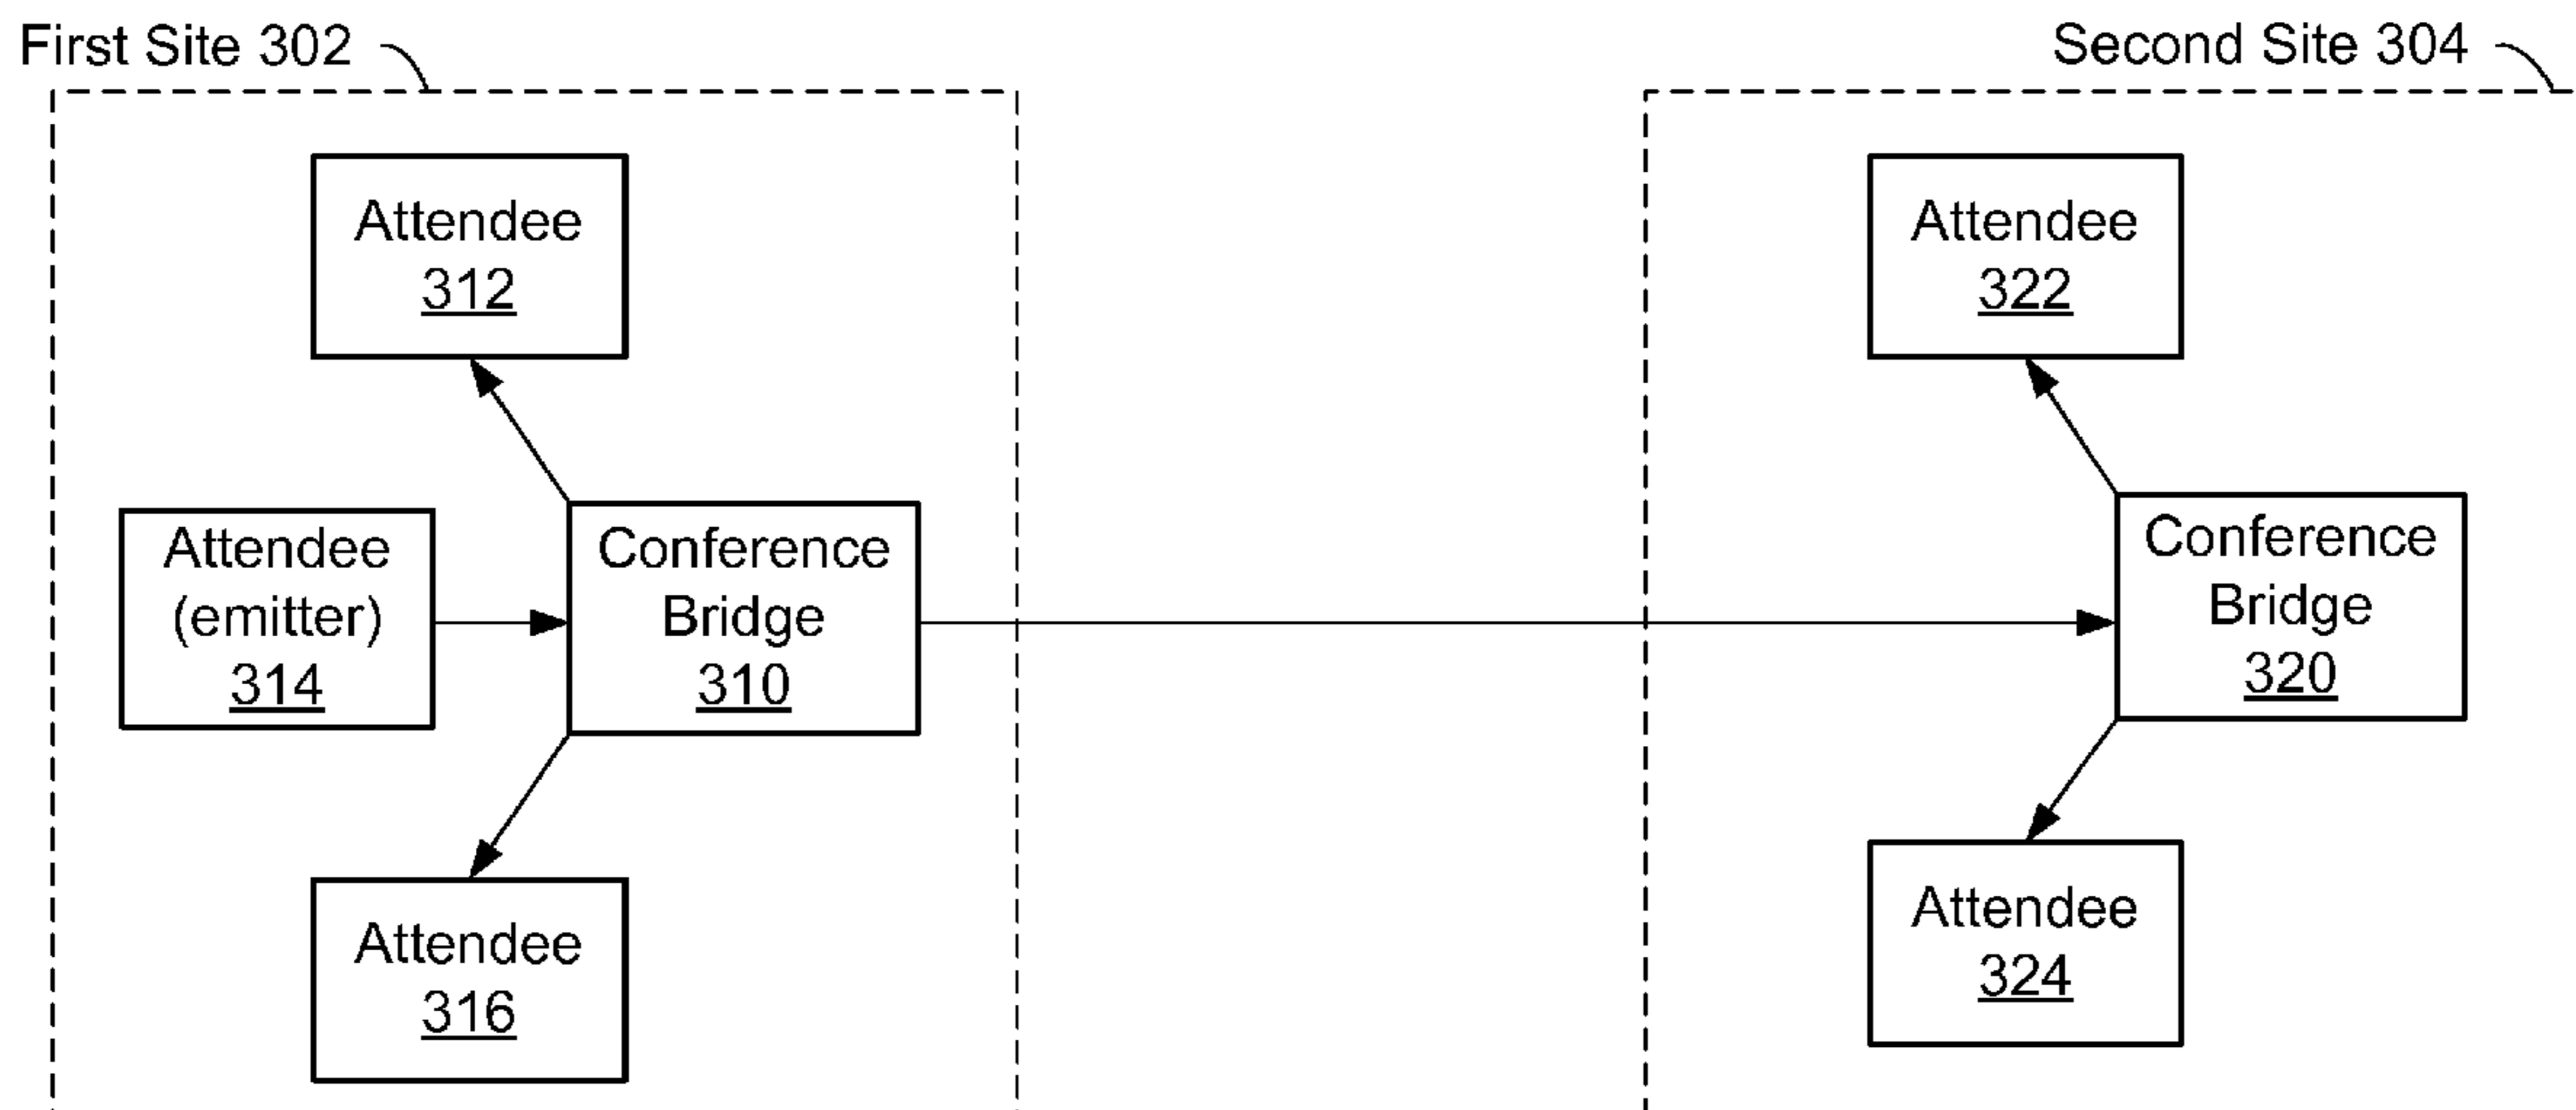 First Site 302
Second Site 304
Attendee
312
Attendee
322
Attendee
(emitter)
314
Conference
Bridge
310
Conference
Bridge
320
Attendee
316
Attendee
324